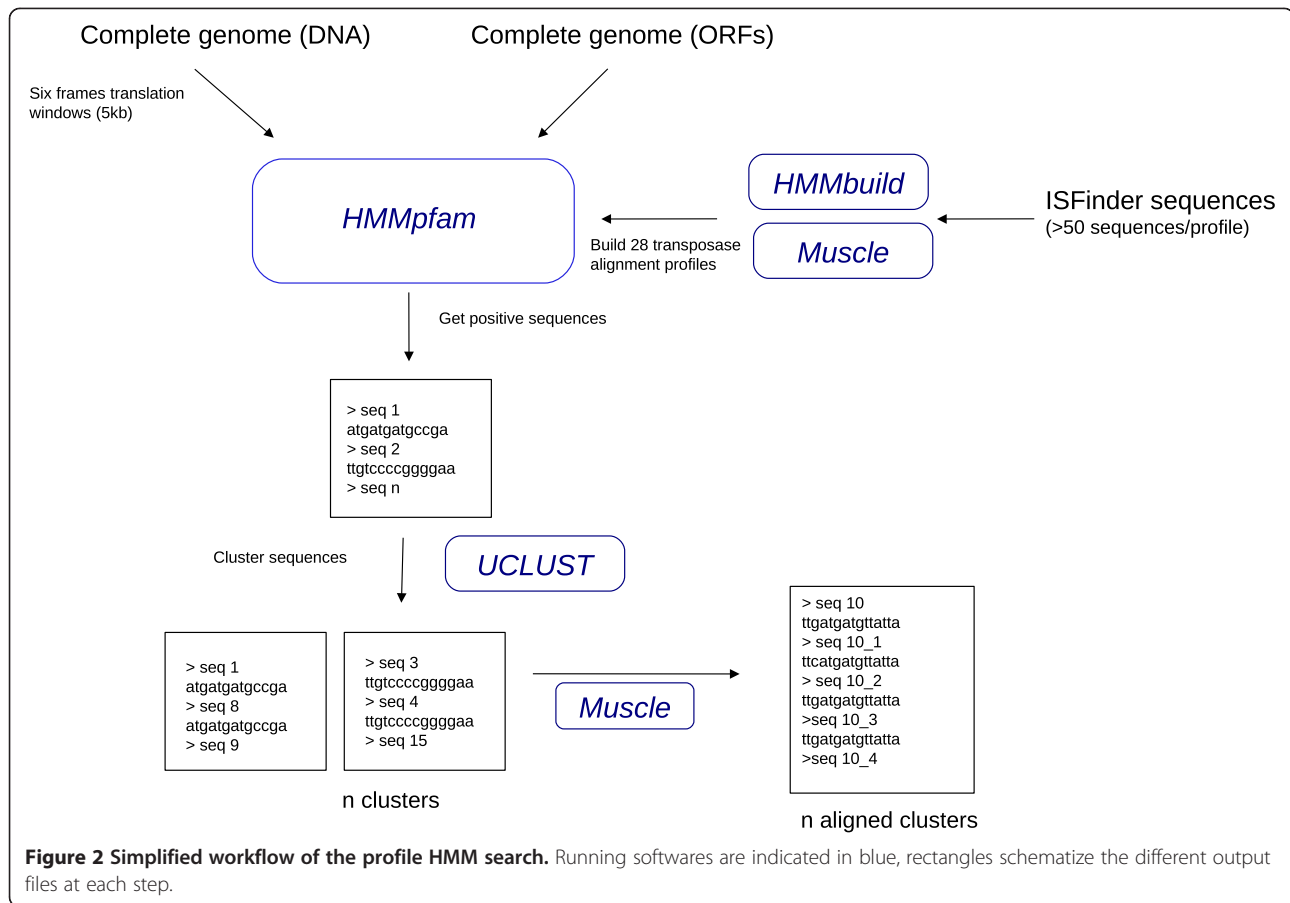 Complete genome (DNA)
Complete genome (ORFs)
Six frames translation
windows (5kb)
HMMpfam
HMMbuild
Muscle
ISFinder sequences
(>50 sequences/profile)
Build 28 transposase
alignment profiles
Get positive sequences
> seq 1
atgatgatgccga
> seq 2
ttgtccccggggaa
> seq n
Cluster sequences
UCLUST
> seq 1
atgatgatgccga
> seq 8
atgatgatgccga
> seq 9
> seq 3
ttgtccccggggaa
> seq 4
ttgtccccggggaa
> seq 15
n clusters
Muscle
> seq 10
ttgatgatgttatta
> seq 10_1
ttcatgatgttatta
> seq 10_2
ttgatgatgttatta
>seq 10_3
ttgatgatgttatta
>seq 10_4
n aligned clusters
Figure 2 Simplified workflow of the profile HMM search. Running softwares are indicated in blue, rectangles schematize the different output
files at each step.